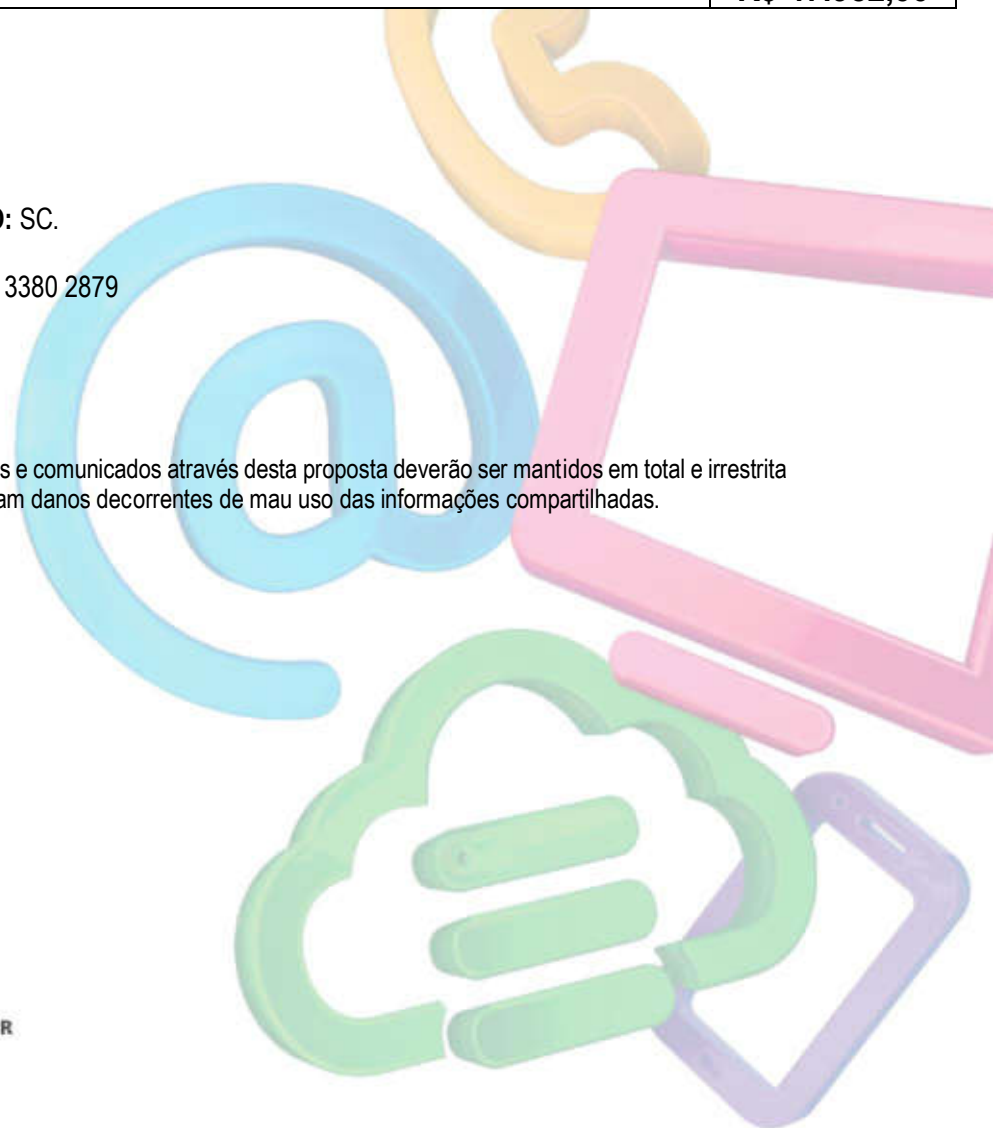 : SC.
3380 2879
s e comunicados através desta proposta deverão ser mantidos em total e irrestrita
am danos decorrentes de mau uso das informações compartilhadas.
R